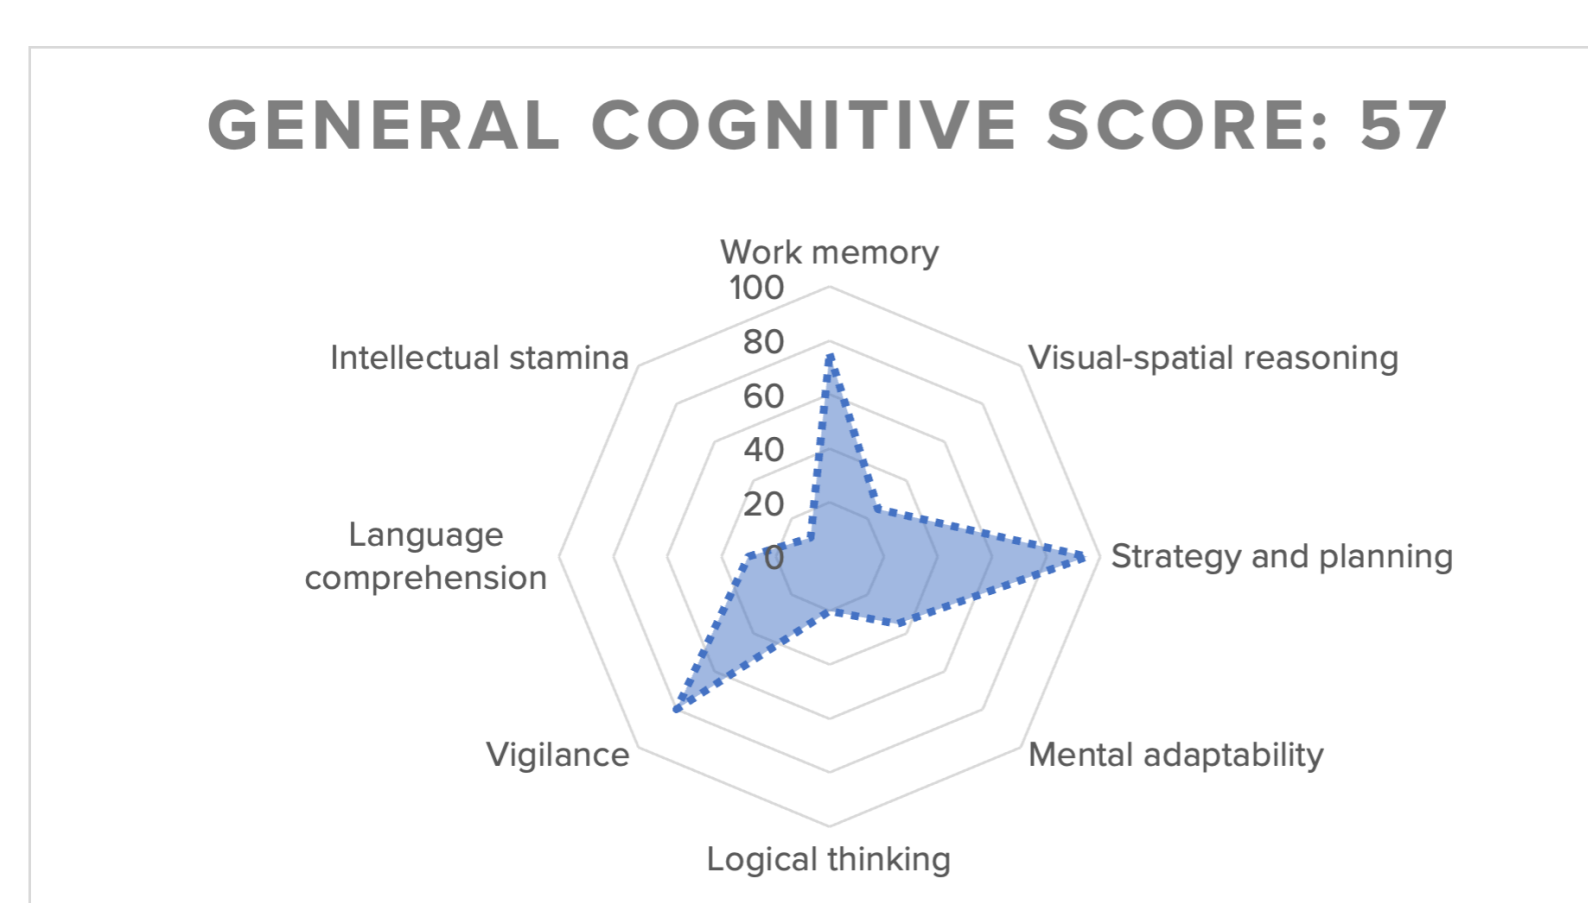 GENERAL COGNITIVE SCORE: 57
Work memory
100
Intellectual stamina
80
Visual-spatial reasoning
60
40
20
Language
comprehension
0
Strategy and planning
Vigilance
Mental adaptability
Logical thinking